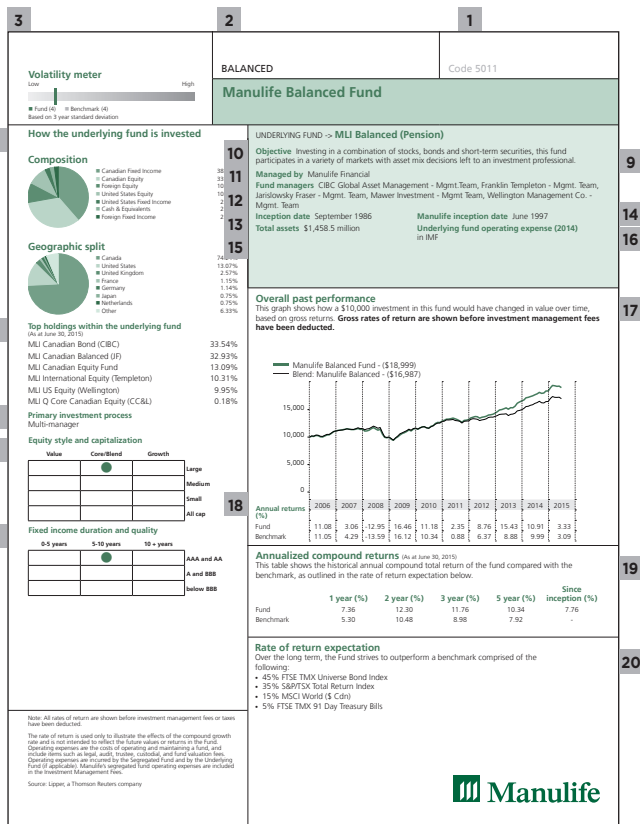 3
2
1
BALANCED
Code 5011
Volatility meter
Low High
Fund (4) Benchmark (4)
Based on 3 year standard deviation
Manulife Balanced Fund
How the underlying fund is invested
Composition
Canadian Fixed Income 38
Canadian Equity 33
Foreign Equity 10
United States Equity 10
United States Fixed Income 2
Cash & Equivalents 2
Foreign Fixed Income 2
Geographic split
Canada
United States 13.07%
United Kingdom 2.57%
France 1.15%
Germany 1.14%
Japan 0.75%
Netherlands 0.75%
Other 6.33%
Top holdings within the underlying fund
(As at June 30, 2015)
MLI Canadian Bond (CIBC) 33.54%
MLI Canadian Balanced (JF) 32.93%
MLI Canadian Equity Fund 13.09%
MLI International Equity (Templeton) 10.31%
MLI US Equity (Wellington) 9.95%
MLI Q Core Canadian Equity (CC&L) 0.18%
Primary investment process
Multi-manager
Equity style and capitalization
Value Core/Blend Growth
Large
Medium
Small
All cap
Fixed income duration and quality
0-5 years 5-10 years 10 + years
AAA and AA
A and BBB
below BBB
Note: All rates of return are shown before investment management fees or taxes
have been deducted.
The rate of return is used only to illustrate the effects of the compound growth
rate and is not intended to reflect the future values or returns in the Fund.
Operating expenses are the costs of operating and maintaining a fund, and
include items such as legal, audit, trustee, custodial, and fund valuation fees.
Operating expenses are incurred by the Segregated Fund and by the Underlying
Fund (if applicable). Manulife's segregated fund operating expenses are included
in the Investment Management Fees.
Source: Lipper, a Thomson Reuters company
10
11
12
13
15
18
UNDERLYING FUND -> MLI Balanced (Pension)
Objective Investing in a combination of stocks, bonds and short-term securities, this fund
participates in a variety of markets with asset mix decisions left to an investment professional.
Managed by Manulife Financial
Fund managers CIBC Global Asset Management - Mgmt.Team, Franklin Templeton - Mgmt. Team,
Jarislowsky Fraser - Mgmt. Team, Mawer Investment - Mgmt Team, Wellington Management Co. -
Mgmt. Team
Inception date September 1986 Manulife inception date June 1997
Total assets $1,458.5 million Underlying fund operating expense (2014)
in IMF
9
14
16
17
19
20
Overall past performance
This graph shows how a $10,000 investment in this fund would have changed in value over time,
based on gross returns. Gross rates of return are shown before investment management fees
have been deducted.
Manulife Balanced Fund - ($18,999)
Blend: Manulife Balanced - ($16,987)
15,000
10,000
5,000
0
Annual returns (%) 2006 2007 2008 2009 2010 2011 2012 2013 2014 2015
Fund 11.08 3.06 -12.95 16.46 11.18 2.35 8.76 15.43 10.91 3.33
Benchmark 11.05 4.29 -13.59 16.12 10.34 0.88 6.37 8.88 9.99 3.09
Annualized compound returns (As at June 30, 2015)
This table shows the historical annual compound total return of the fund compared with the
benchmark, as outlined in the rate of return expectation below.
1 year (%) 2 year (%) 3 year (%) 5 year (%) Since inception (%)
Fund 7.36 12.30 11.76 10.34 7.76
Benchmark 5.30 10.48 8.98 7.92 -
Rate of return expectation
Over the long term, the Fund strives to outperform a benchmark comprised of the
following:
• 45% FTSE TMX Universe Bond Index
• 35% S&P/TSX Total Return Index
• 15% MSCI World ($ Cdn)
• 5% FTSE TMX 91 Day Treasury Bills
Manulife